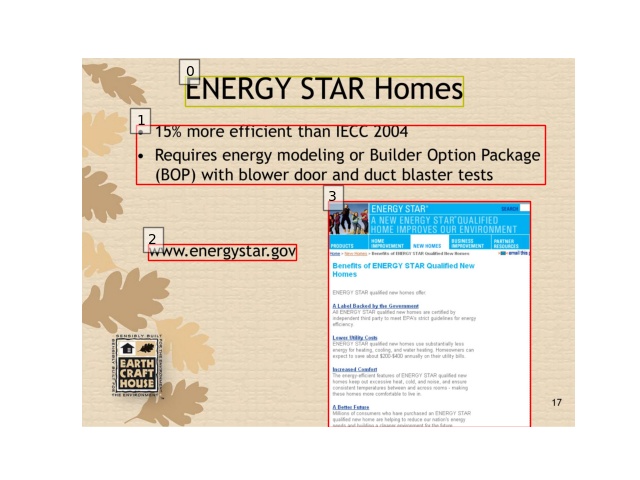 0
ENERGY STAR Homes
1
• 15% more efficient than IECC 2004
• Requires energy modeling or Builder Option Package
(BOP) with blower door and duct blaster tests
2
www.energystar.gov
3
ENERGY STAR®
SEARCH
A NEW ENERGY STAR® QUALIFIED
HOME IMPROVES OUR ENVIRONMENT
PRODUCTS
HOME IMPROVEMENT
NEW HOMES
BUSINESS IMPROVEMENT
PARTNER RESOURCES
Home > New Homes > Benefits of ENERGY STAR Qualified New Homes
Benefits of ENERGY STAR Qualified New
Homes
ENERGY STAR qualified new homes offer:
A Label Backed by the Government
All ENERGY STAR qualified new homes are certified by
independent third party to meet EPA's strict guidelines for energy
efficiency.
Lower Utility Costs
ENERGY STAR qualified new homes use substantially less
energy for heating, cooling, and water heating. Homeowners can
expect to save about $200-$400 annually on their utility bills.
Increased Comfort
The energy-efficient features of ENERGY STAR qualified new
homes keep out excessive heat, cold, and noise, and ensure
consistent temperatures between and across rooms - making
these homes more comfortable to live in.
A Better Future
Millions of consumers who have purchased an ENERGY STAR
qualified new home are helping to reduce our nation's energy
needs and building a cleaner environment for the future.
SENSIBLY BUILT
FOR THE ENVIRONMENT
EARTH
CRAFT
HOUSE
17